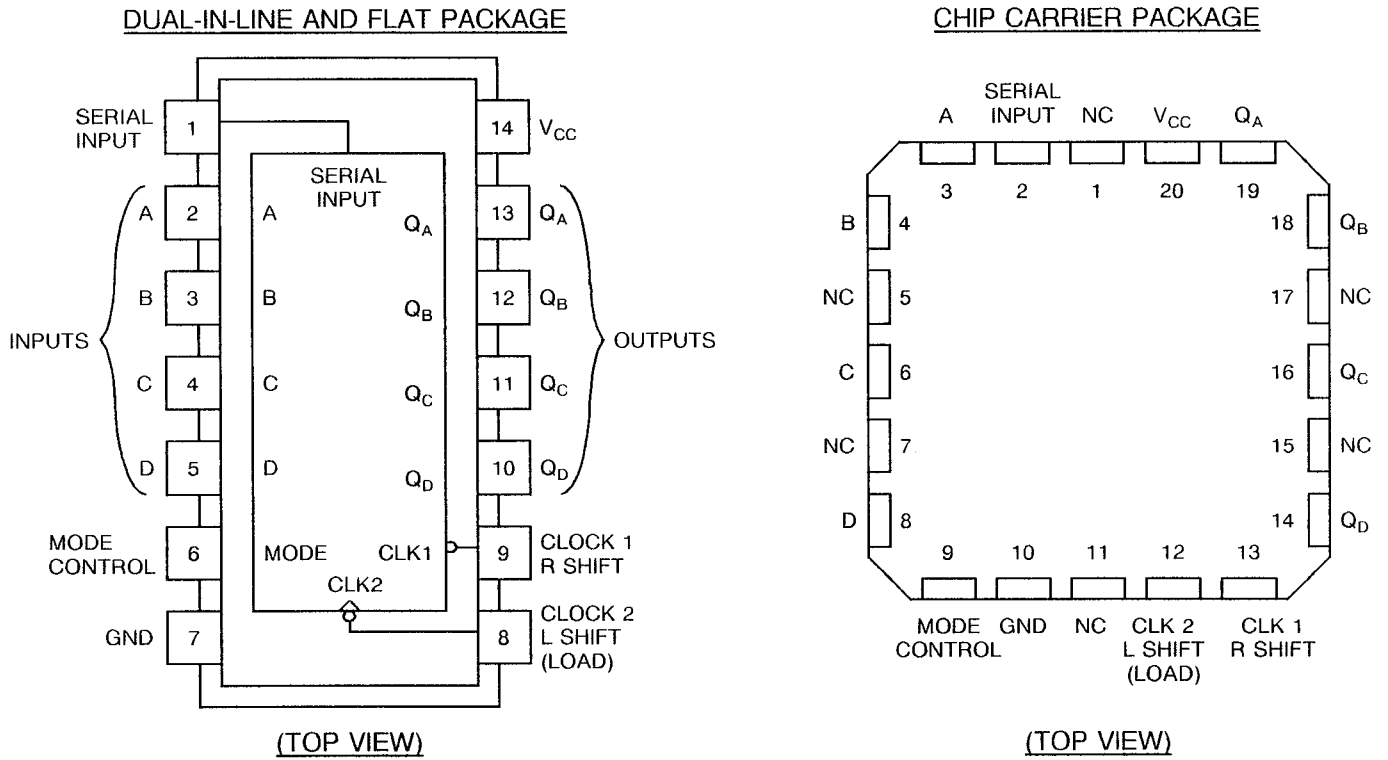 DUAL-IN-LINE AND FLAT PACKAGE
SERIAL
INPUT
1
14
VCC
SERIAL
INPUT
A
2
A
QA
13
QA
B
3
B
QB
12
QB
INPUTS
OUTPUTS
C
4
C
QC
11
QC
D
5
D
QD
10
QD
MODE
CONTROL
6
MODE
CLK1
9
CLOCK 1
R SHIFT
CLK2
GND
7
8
CLOCK 2
L SHIFT
(LOAD)
(TOP VIEW)
CHIP CARRIER PACKAGE
A
SERIAL
INPUT
NC
VCC
QA
3
2
1
20
19
B
4
18
QB
NC
5
17
NC
C
6
16
QC
NC
7
15
NC
D
8
14
QD
9
10
11
12
13
MODE
CONTROL
GND
NC
CLK 2
L SHIFT
(LOAD)
CLK 1
R SHIFT
(TOP VIEW)